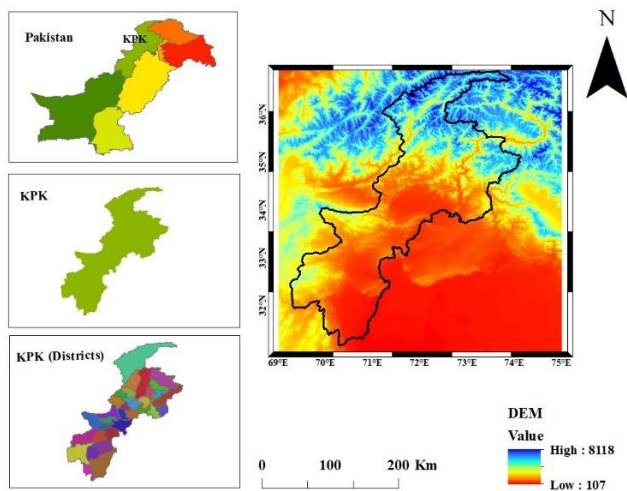 Pakistan
KPK
KPK
KPK (Districts)
N
36°N
35°N
34°N
33°N
32°N
69°E
70°E
71°E
72°E
73°E
74°E
75°E
0
100
200 Km
DEM
Value
High : 8118
Low : 107